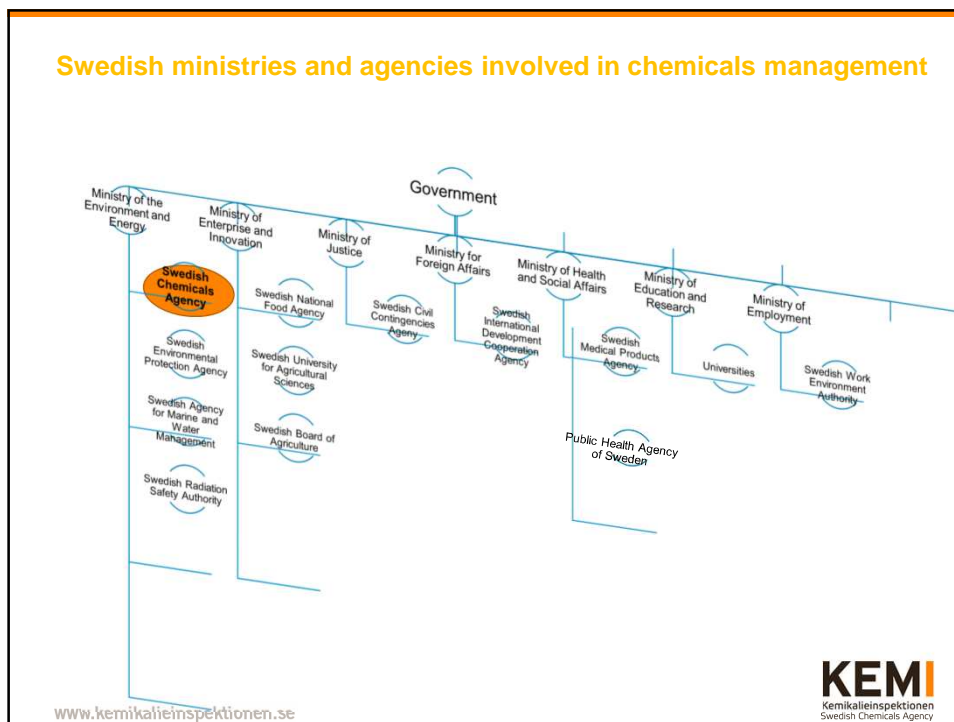 Swedish ministries and agencies involved in chemicals management
Government
Ministry of the
Environment and
Energy
Swedish
Chemicals
Agency
Swedish
Environmental
Protection Agency
Swedish Agency
for Marine and
Water
Management
Swedish Radiation
Safety Authority
Ministry of
Enterprise and
Innovation
Swedish National
Food Agency
Swedish University
for Agricultural
Sciences
Swedish Board of
Agriculture
Ministry of
Justice
Swedish Civil
Contingencies
Ageny
Ministry for
Foreign Affairs
Swedish
International
Development
Cooperation
Agency
Ministry of Health
and Social Affairs
Swedish
Medical Products
Agency
Public Health Agency
of Sweden
Ministry of
Education and
Research
Universities
Ministry of
Employment
Swedish Work
Environment
Authority
www.kemikalieinspektionen.se
KEMI
Kemikalieinspektionen
Swedish Chemicals Agency